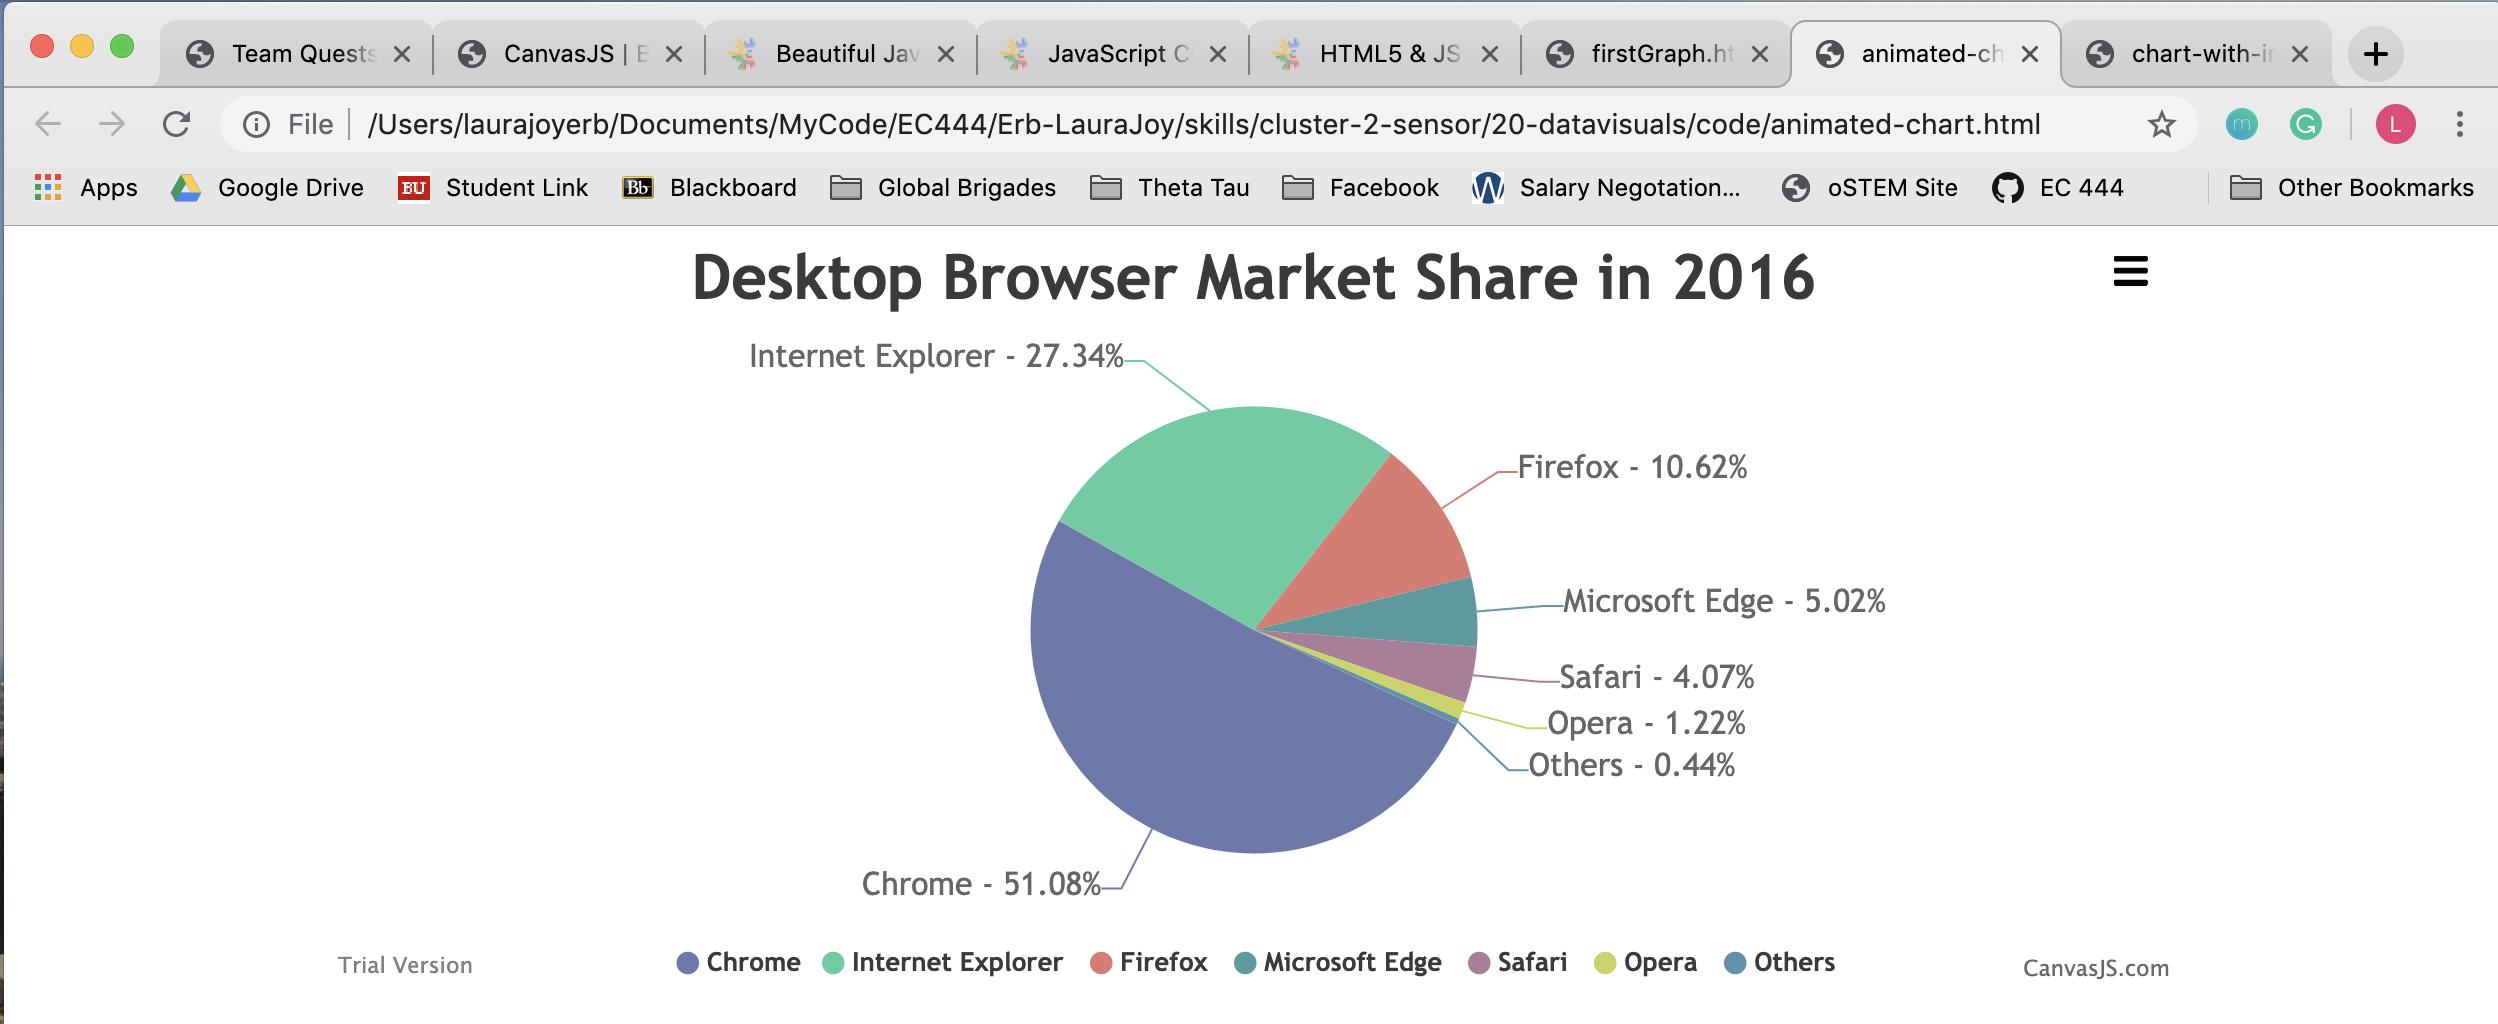 Team Quests
CanvasJS | B
Beautiful Jav
JavaScript C
HTML5 & JS
firstGraph.ht
animated-ch
chart-with-in
File /Users/laurajoyerb/Documents/MyCode/EC444/Erb-LauraJoy/skills/cluster-2-sensor/20-datavisuals/code/animated-chart.html
m
G
L
Apps Google Drive BU Student Link Bb Blackboard Global Brigades Theta Tau Facebook W Salary Negotation... oSTEM Site EC 444 Other Bookmarks
Desktop Browser Market Share in 2016
Internet Explorer - 27.34%
Firefox - 10.62%
Microsoft Edge - 5.02%
Safari - 4.07%
Opera - 1.22%
Others - 0.44%
Chrome - 51.08%
Chrome Internet Explorer Firefox Microsoft Edge Safari Opera Others
Trial Version
CanvasJS.com